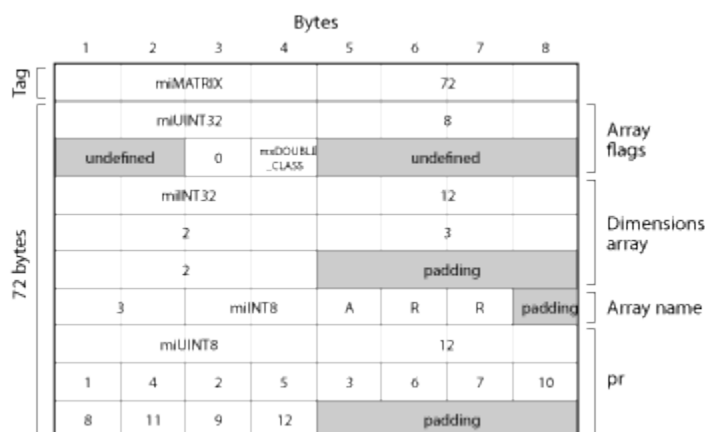 Bytes
1 2 3 4 5 6 7 8
Tag
miMATRIX 72
72 bytes
miUINT32 8
Array flags
undefined 0 mxDOUBLE_CLASS undefined
miINT32 12
Dimensions array
2 3
2 padding
3 miINT8 A R R padding
Array name
miUINT8 12
pr
1 4 2 5 3 6 7 10
8 11 9 12 padding